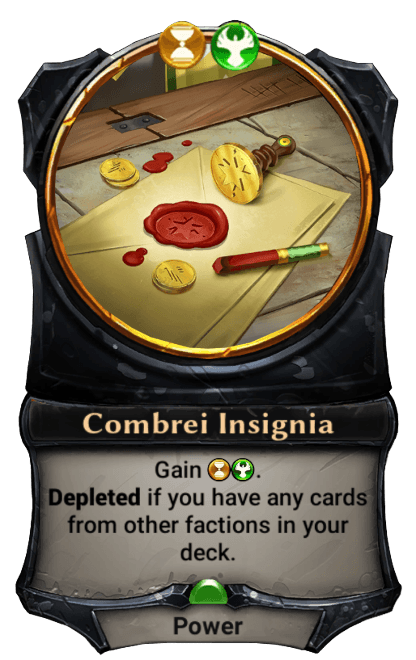 Combrei Insignia
Gain .
Depleted if you have any cards
from other factions in your
deck.
Power